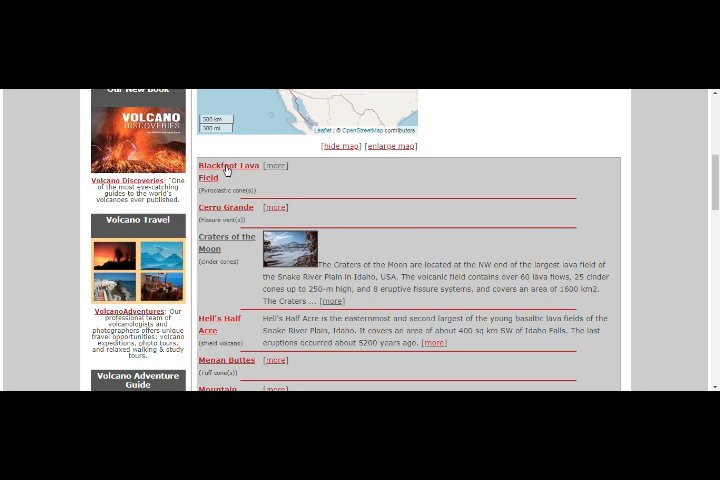 Our New Book
VOLCANO
DISCOVERIES
Volcano Discoveries: "One
of the most eye-catching
guides to the world's
volcanoes ever published.
Volcano Travel
VolcanoAdventures: Our
professional team of
volcanologists and
photographers offers unique
travel opportunities: volcano
expeditions, photo tours,
and relaxed walking & study
tours.
Volcano Adventure
Guide
500 km
300 mi
Leaflet | © OpenStreetMap contributors
[hide map] [enlarge map]
Blackfoot Lava [more]
Field
(Pyroclastic cone(s))
Cerro Grande [more]
(Fissure vent(s))
Craters of the
Moon
(cinder cones)
The Craters of the Moon are located at the NW end of the largest lava field of
the Snake River Plain in Idaho, USA. The volcanic field contains over 60 lava flows, 25 cinder
cones up to 250-m high, and 8 eruptive fissure systems, and covers an area of 1600 km2.
The Craters ... [more]
Hell's Half
Acre
(shield volcano)
Hell's Half Acre is the easternmost and second largest of the young basaltic lava fields of the
Snake River Plain, Idaho. It covers an area of about 400 sq km SW of Idaho Falls. The last
eruptions occurred about 5200 years ago. [more]
Menan Buttes [more]
(Tuff cone(s))
Mountain [more]